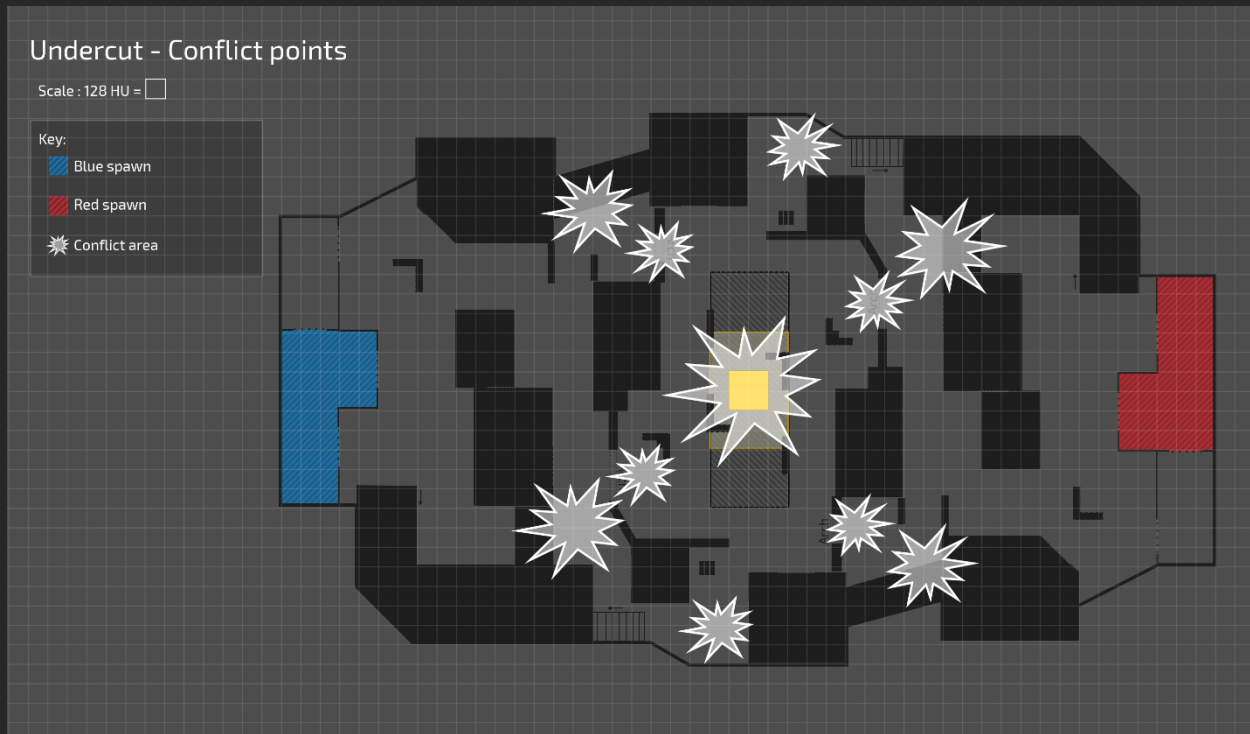 Undercut - Conflict points
Scale : 128 HU =
Key:
Blue spawn
Red spawn
Conflict area
Arch